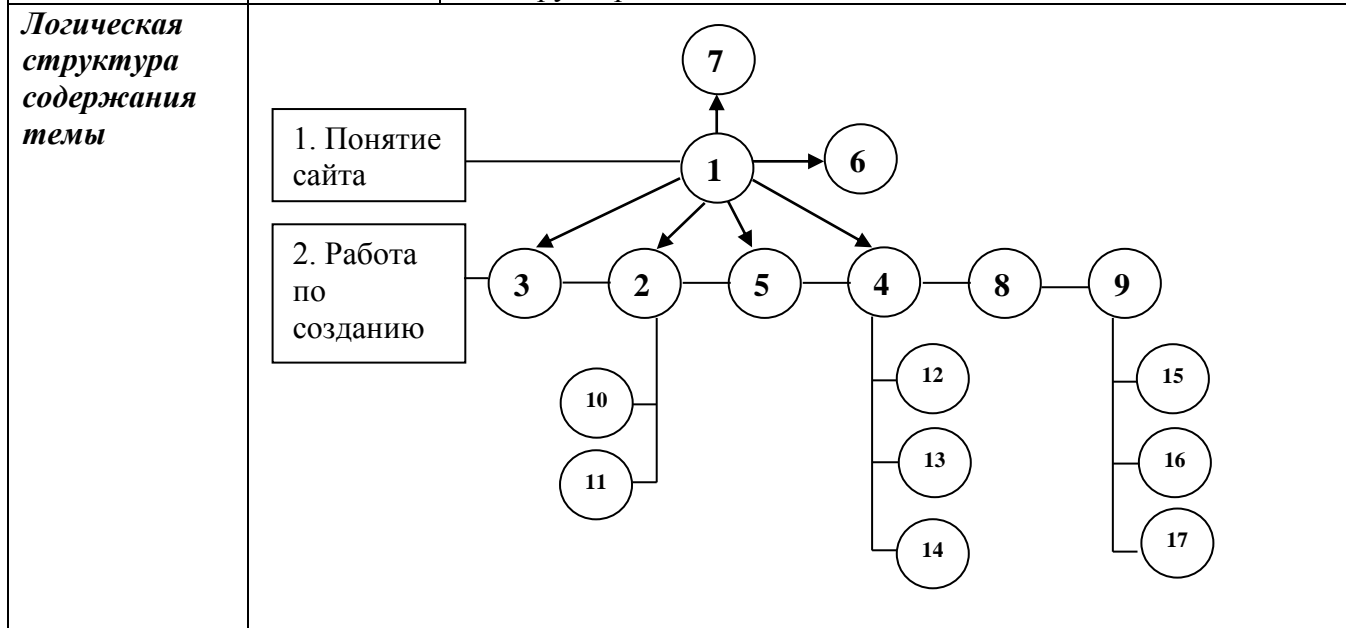 Логическая
структура
содержания
темы
7
1. Понятие
сайта
1
6
2. Работа
по
созданию
3
2
5
4
8
9
10
11
12
13
14
15
16
17